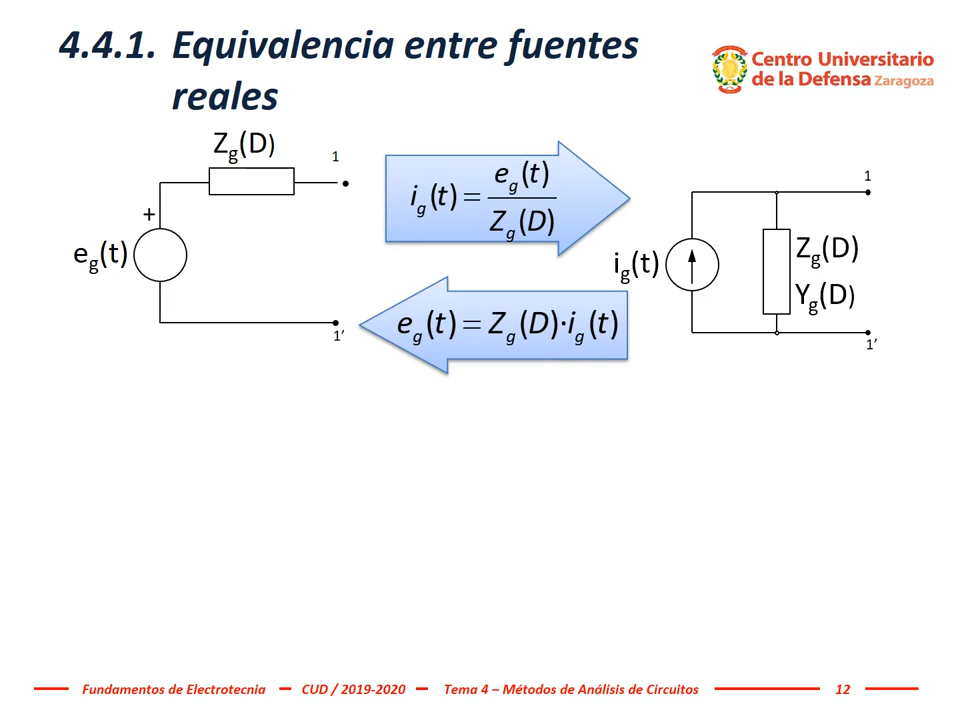 4.4.1. Equivalencia entre fuentes
reales
Centro Universitario
de la Defensa Zaragoza
Zg(D)
1
+
eg(t)
1'
ig(t) = eg(t) / Zg(D)
eg(t) = Zg(D)·ig(t)
1
ig(t)
Zg(D)
Yg(D)
1'
Fundamentos de Electrotecnia – CUD / 2019-2020 – Tema 4 – Métodos de Análisis de Circuitos 12